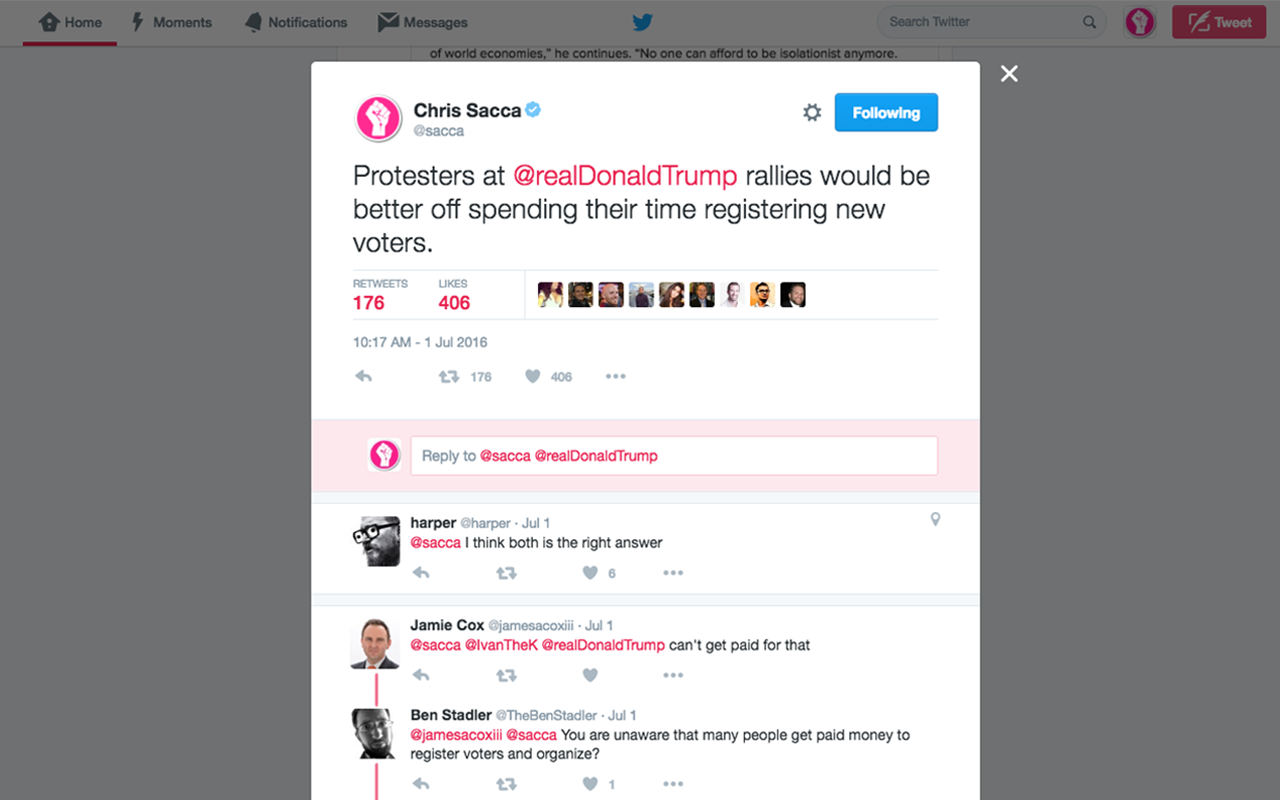 Home Moments Notifications Messages Search Twitter Tweet
of world economies," he continues. "No one can afford to be isolationist anymore.
Chris Sacca
@sacca
Following
Protesters at @realDonaldTrump rallies would be
better off spending their time registering new
voters.
RETWEETS LIKES
176 406
10:17 AM - 1 Jul 2016
176 406
Reply to @sacca @realDonaldTrump
harper @harper · Jul 1
@sacca I think both is the right answer
6
Jamie Cox @jamesacoxiii · Jul 1
@sacca @IvanTheK @realDonaldTrump can't get paid for that
Ben Stadler @TheBenStadler · Jul 1
@jamesacoxiii @sacca You are unaware that many people get paid money to
register voters and organize?
1